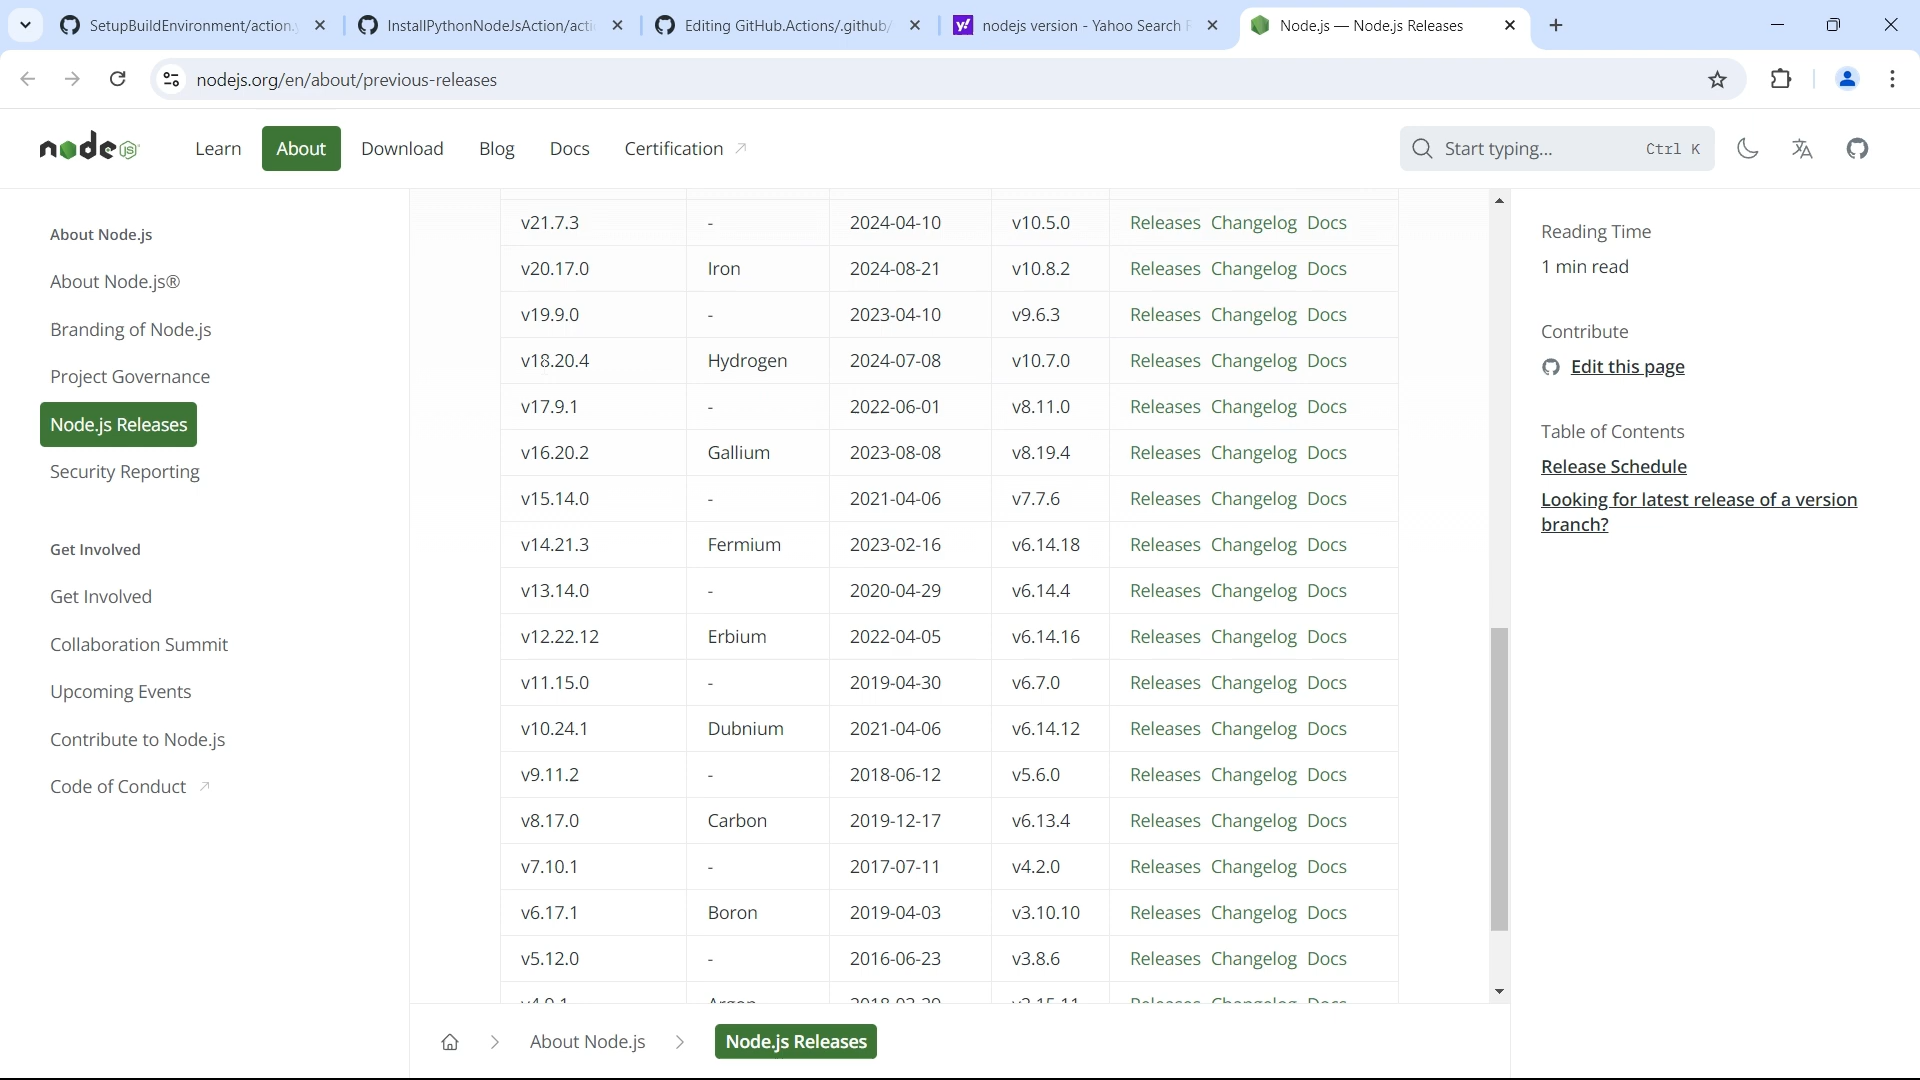 SetupBuildEnvironment/action.
InstallPythonNodeJsAction/acti
Editing GitHub.Actions/.github/
nodejs version - Yahoo Search
Node.js — Node.js Releases
nodejs.org/en/about/previous-releases
node JS
Learn About Download Blog Docs Certification ↗
Start typing... Ctrl K
About Node.js
About Node.js®
Branding of Node.js
Project Governance
Node.js Releases
Security Reporting
Get Involved
Get Involved
Collaboration Summit
Upcoming Events
Contribute to Node.js
Code of Conduct ↗
v21.7.3 - 2024-04-10 v10.5.0 Releases Changelog Docs
v20.17.0 Iron 2024-08-21 v10.8.2 Releases Changelog Docs
v19.9.0 - 2023-04-10 v9.6.3 Releases Changelog Docs
v18.20.4 Hydrogen 2024-07-08 v10.7.0 Releases Changelog Docs
v17.9.1 - 2022-06-01 v8.11.0 Releases Changelog Docs
v16.20.2 Gallium 2023-08-08 v8.19.4 Releases Changelog Docs
v15.14.0 - 2021-04-06 v7.7.6 Releases Changelog Docs
v14.21.3 Fermium 2023-02-16 v6.14.18 Releases Changelog Docs
v13.14.0 - 2020-04-29 v6.14.4 Releases Changelog Docs
v12.22.12 Erbium 2022-04-05 v6.14.16 Releases Changelog Docs
v11.15.0 - 2019-04-30 v6.7.0 Releases Changelog Docs
v10.24.1 Dubnium 2021-04-06 v6.14.12 Releases Changelog Docs
v9.11.2 - 2018-06-12 v5.6.0 Releases Changelog Docs
v8.17.0 Carbon 2019-12-17 v6.13.4 Releases Changelog Docs
v7.10.1 - 2017-07-11 v4.2.0 Releases Changelog Docs
v6.17.1 Boron 2019-04-03 v3.10.10 Releases Changelog Docs
v5.12.0 - 2016-06-23 v3.8.6 Releases Changelog Docs
Argon Releases Changelog Docs
About Node.js
Node.js Releases
Reading Time
1 min read
Contribute
Edit this page
Table of Contents
Release Schedule
Looking for latest release of a version
branch?